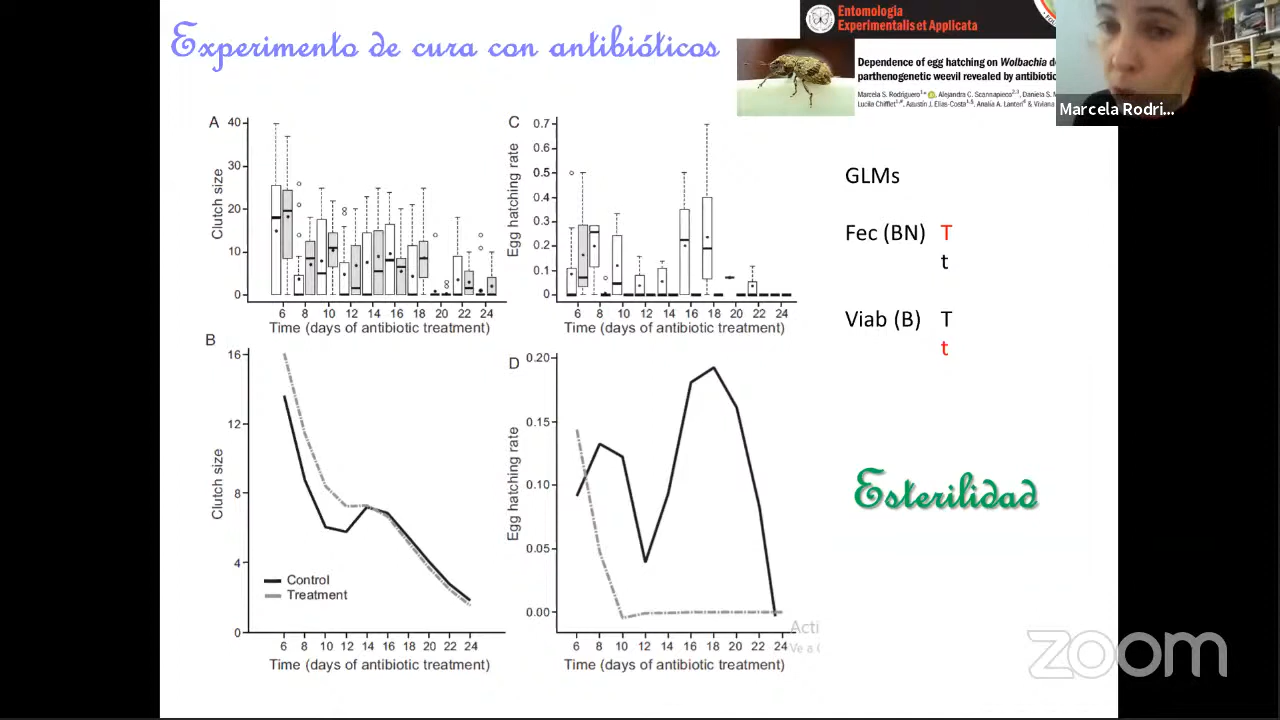 Experimento de cura con antibióticos
Entomologia
Experimentalis et Applicata
Dependence of egg hatching on Wolbachia
parthenogenetic weevil revealed by antibiotic
Marcela S. Rodriguero, Alejandra C. Scannapieco, Daniela S.
Lucila Chifflet, Agustín J. Elías-Costa, Analía A. Lanteri & Viviana
Marcela Rodri...
A
40
30
20
10
0
Clutch size
6 8 10 12 14 16 18 20 22 24
Time (days of antibiotic treatment)
C
0.7
0.6
0.5
0.4
0.3
0.2
0.1
0
Egg hatching rate
6 8 10 12 14 16 18 20 22 24
Time (days of antibiotic treatment)
B
16
12
8
4
0
Clutch size
Control
Treatment
6 8 10 12 14 16 18 20 22 24
Time (days of antibiotic treatment)
D
0.20
0.15
0.10
0.05
0.00
Egg hatching rate
6 8 10 12 14 16 18 20 22 24
Time (days of antibiotic treatment)
GLMs
Fec (BN) T
t
Viab (B) T
t
Esterilidad
Acti
Ve a
zoom